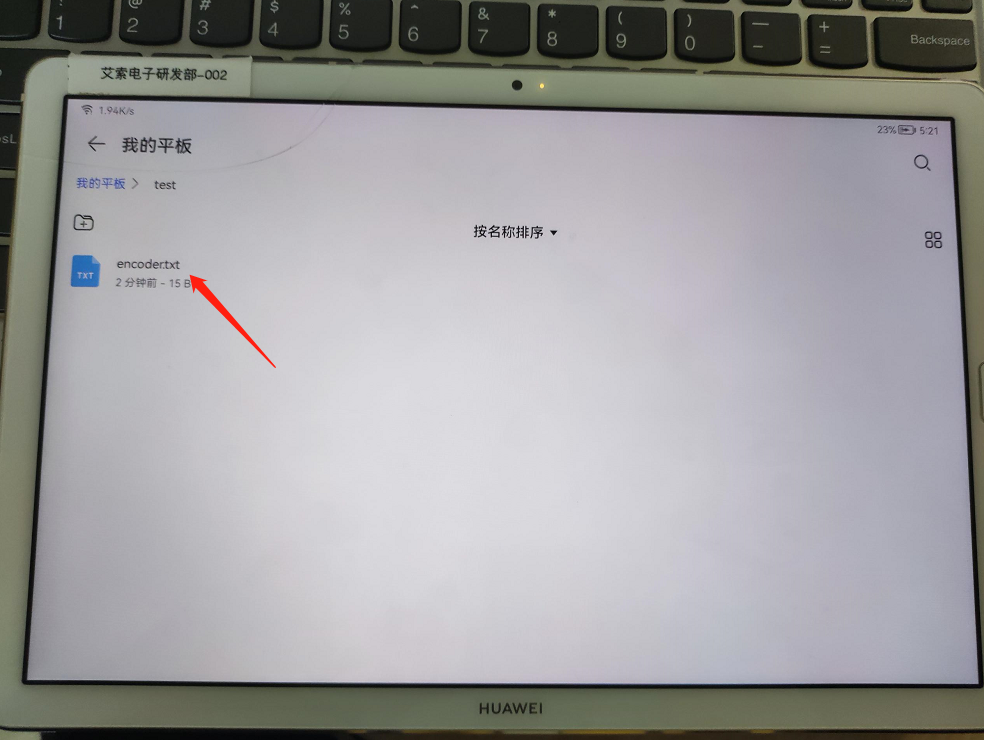 ! @ # $ % ^ & * ( ) — +
1 2 3 4 5 6 7 8 9 0 - = Backspace
艾索电子研发部-002
1.94K/s
23% 5:21
我的平板
我的平板 > test
按名称排序
TXT
encoder.txt
2 分钟前 - 15 B
HUAWEI